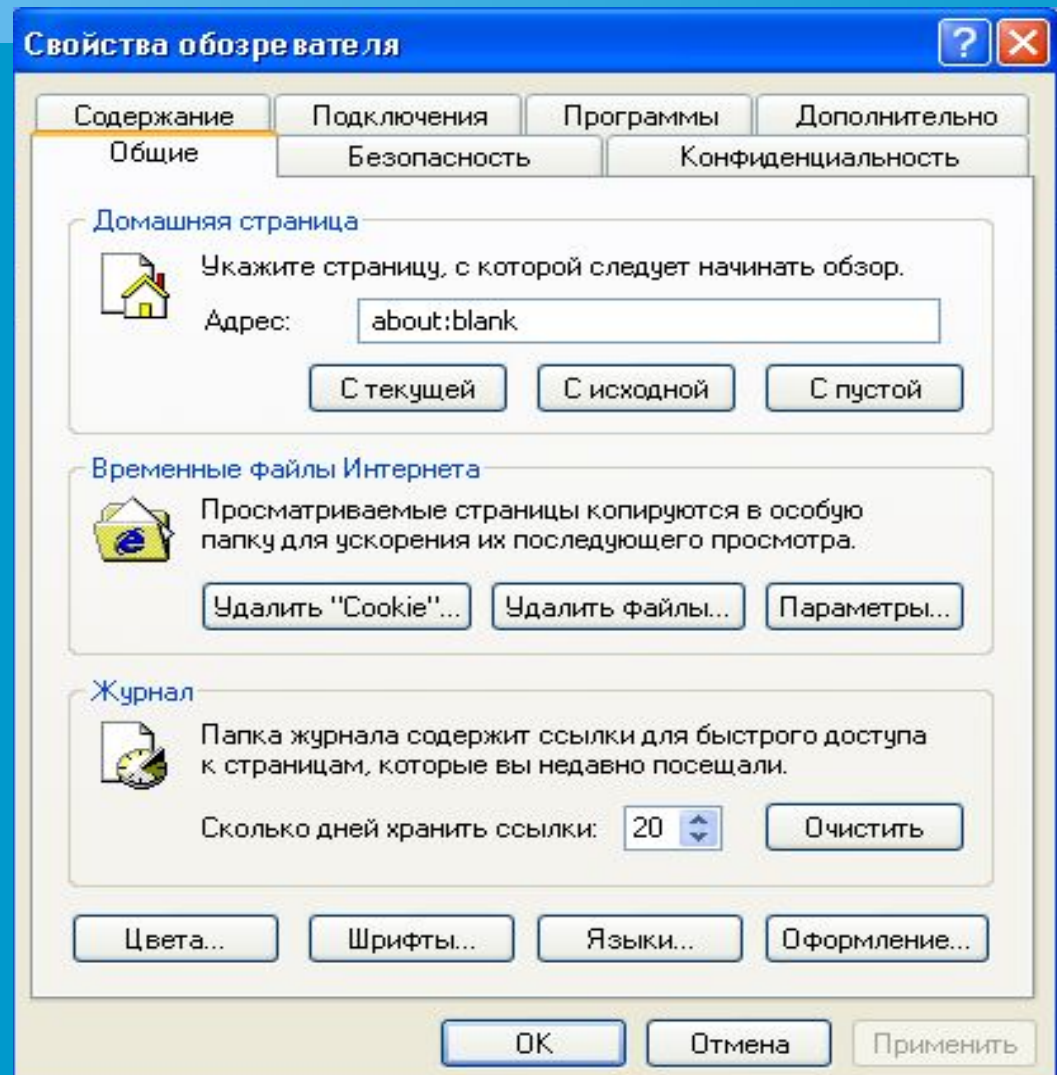 Свойства обозревателя
?
Содержание Подключения Программы Дополнительно
Общие Безопасность Конфиденциальность
Домашняя страница
Укажите страницу, с которой следует начинать обзор.
Адрес: about:blank
С текущей С исходной С пустой
Временные файлы Интернета
Просматриваемые страницы копируются в особую
папку для ускорения их последующего просмотра.
Удалить "Cookie"... Удалить файлы... Параметры...
Журнал
Папка журнала содержит ссылки для быстрого доступа
к страницам, которые вы недавно посещали.
Сколько дней хранить ссылки: 20 Очистить
Цвета... Шрифты... Языки... Оформление...
OK Отмена Применить